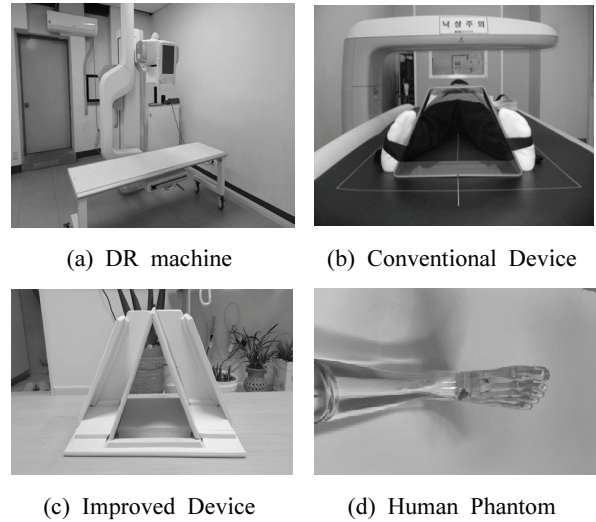 낙상주의
(a) DR machine
(b) Conventional Device
(c) Improved Device
(d) Human Phantom